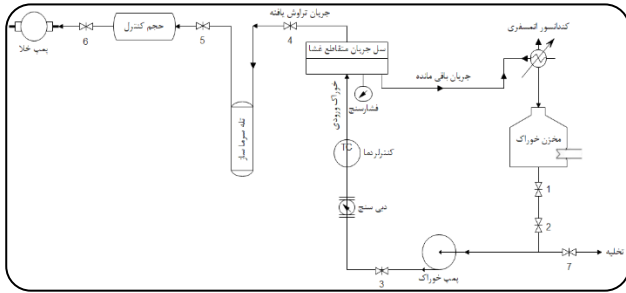 کندانسور اتمسفری
جریان تراوش یافته
سل جریان متقاطع غشا
حجم کنترل
پمپ خلا
6
5
4
جریان باقی مانده
فشارسنج
خوراک ورودی
تله سرما ساز
مخزن خوراک
TC
کنترلر دما
1
دبی سنج
2
تخلیه
7
3
پمپ خوراک